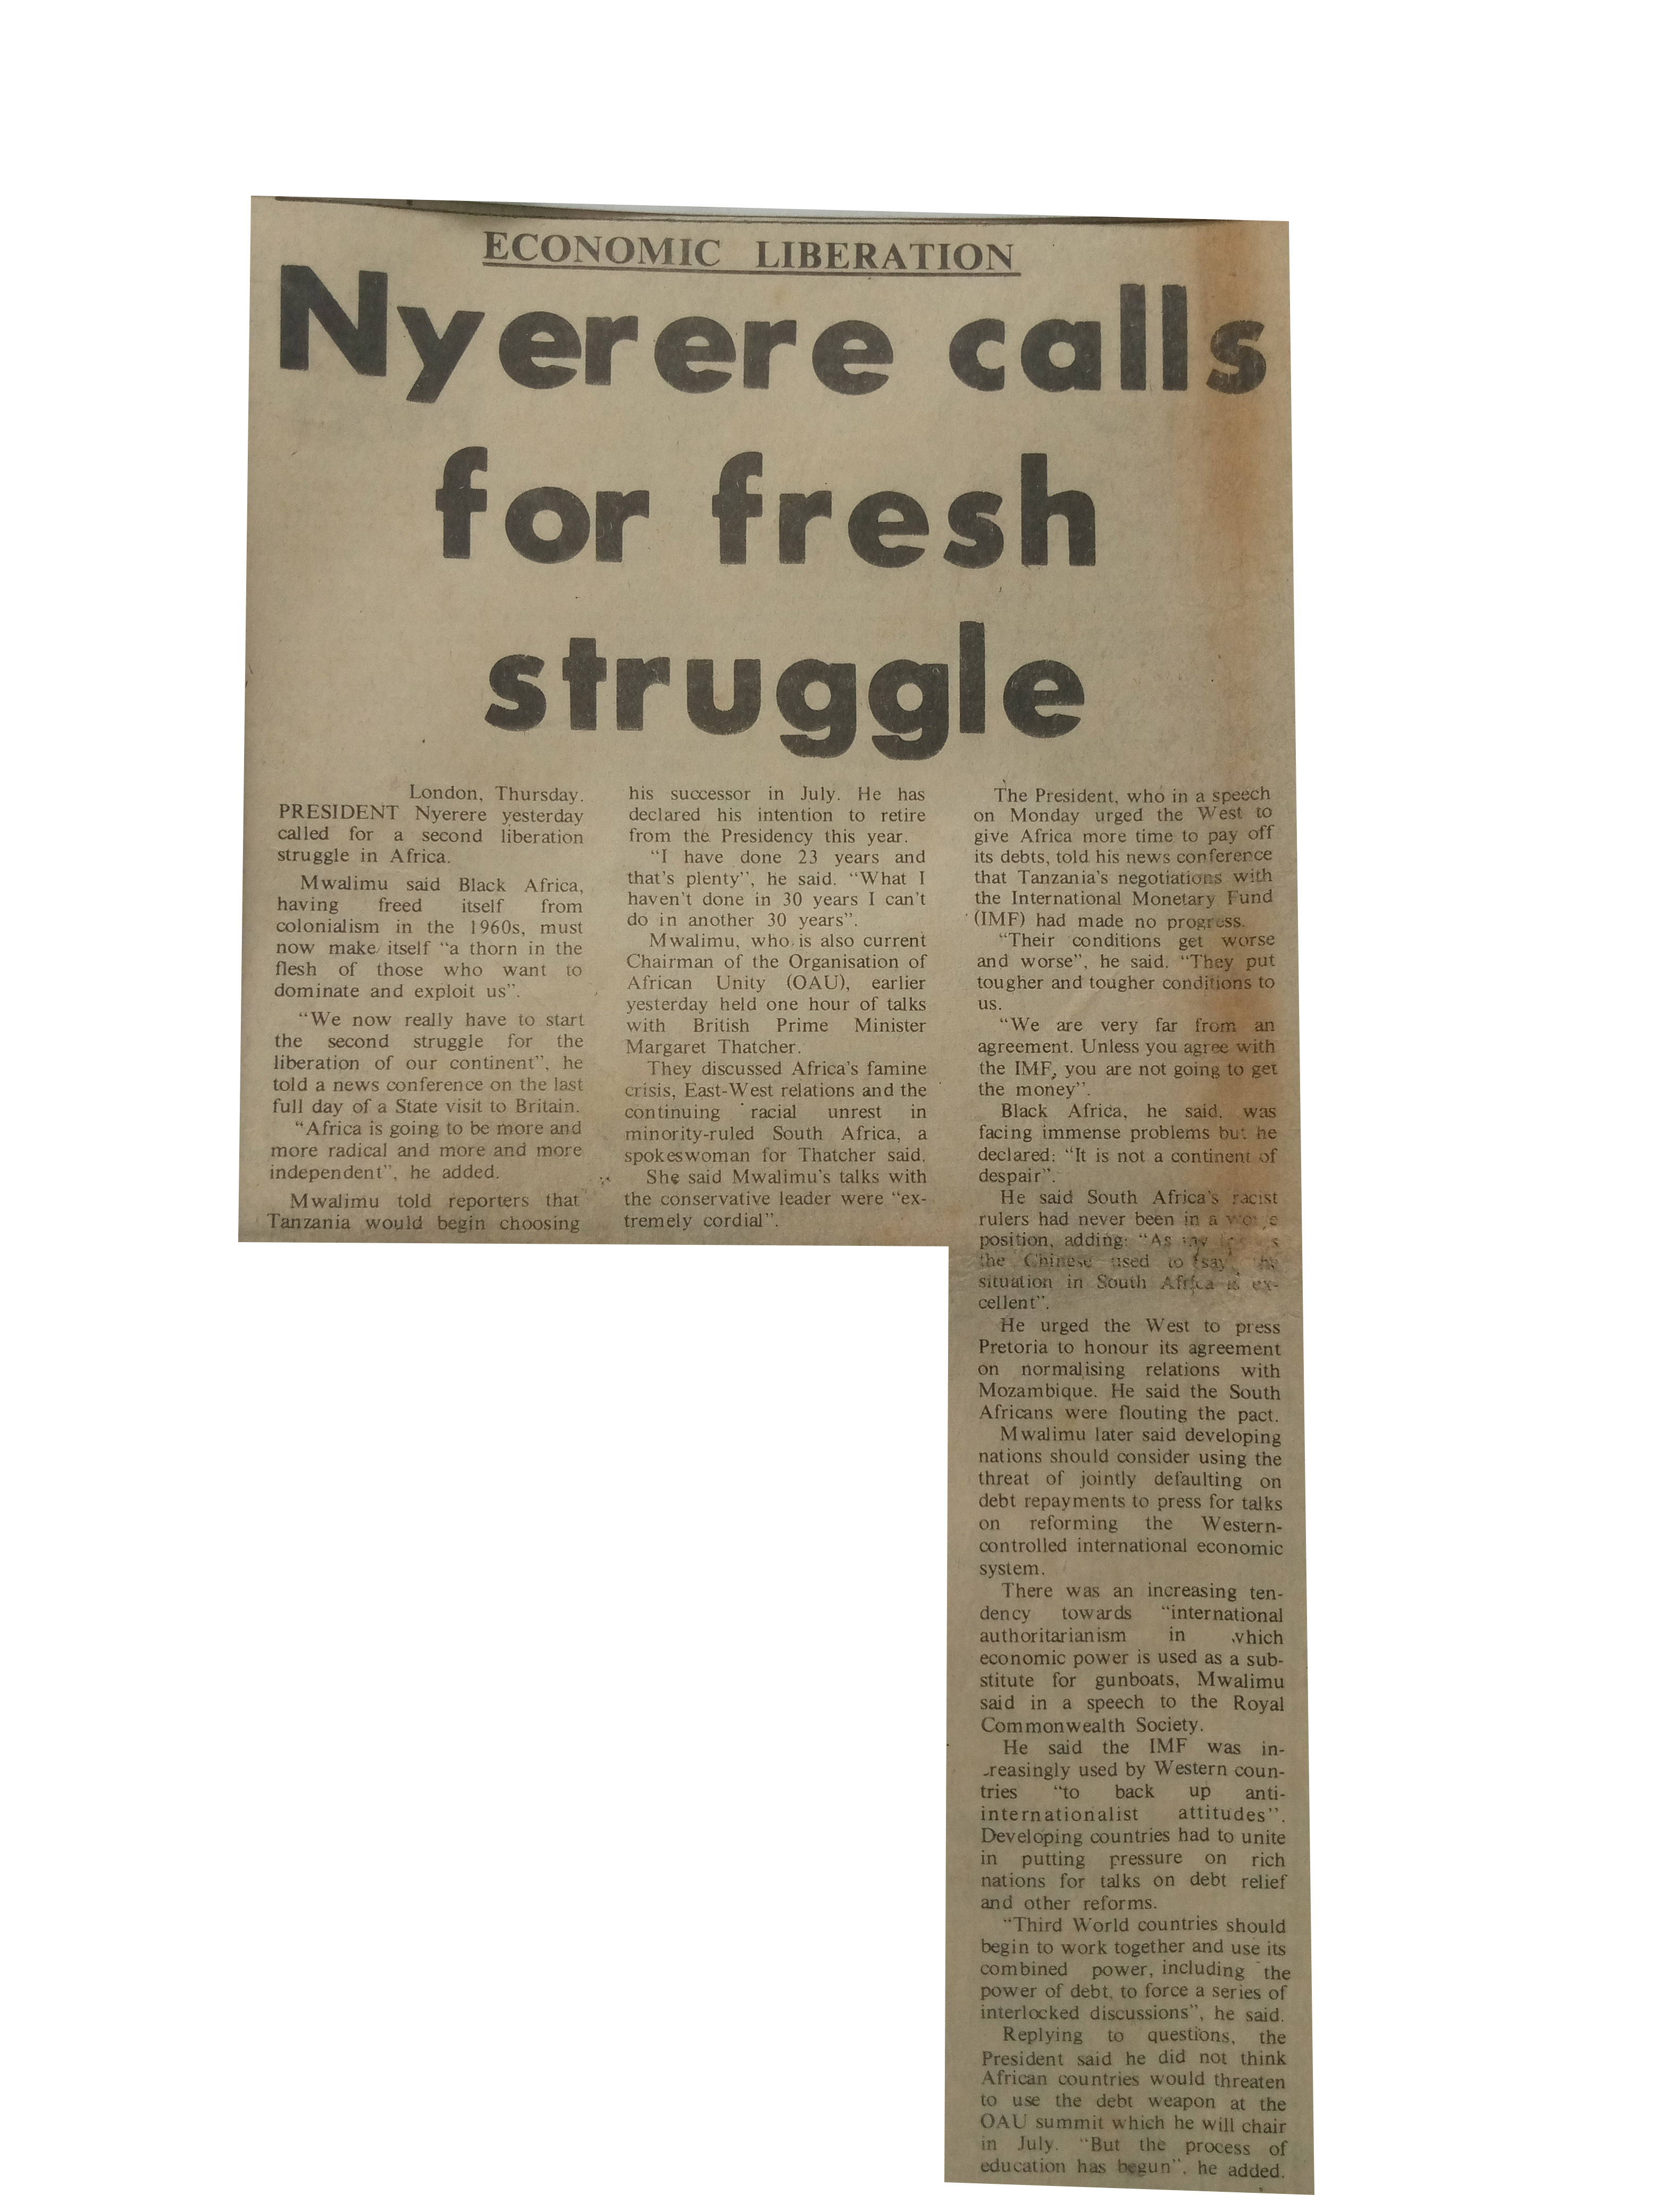 ECONOMIC LIBERATION
Nyerere calls
for fresh
struggle
London, Thursday.
PRESIDENT Nyerere yesterday
called for a second liberation
struggle in Africa.
Mwalimu said Black Africa,
having freed itself from
colonialism in the 1960s, must
now make itself "a thorn in the
flesh of those who want to
dominate and exploit us".
"We now really have to start
the second struggle for the
liberation of our continent", he
told a news conference on the last
full day of a State visit to Britain.
"Africa is going to be more and
more radical and more and more
independent", he added.
Mwalimu told reporters that
Tanzania would begin choosing
his successor in July. He has
declared his intention to retire
from the Presidency this year.
"I have done 23 years and
that's plenty", he said. "What I
haven't done in 30 years I can't
do in another 30 years".
Mwalimu, who is also current
Chairman of the Organisation of
African Unity (OAU), earlier
yesterday held one hour of talks
with British Prime Minister
Margaret Thatcher.
They discussed Africa's famine
crisis, East-West relations and the
continuing racial unrest in
minority-ruled South Africa, a
spokeswoman for Thatcher said.
She said Mwalimu's talks with
the conservative leader were "ex-
tremely cordial".
The President, who in a speech
on Monday urged the West to
give Africa more time to pay off
its debts, told his news conference
that Tanzania's negotiations with
the International Monetary Fund
(IMF) had made no progress.
"Their conditions get worse
and worse", he said. "They put
tougher and tougher conditions to
us.
"We are very far from an
agreement. Unless you agree with
the IMF, you are not going to get
the money".
Black Africa, he said, was
facing immense problems but he
declared: "It is not a continent of
despair".
He said South Africa's racist
rulers had never been in a
position, adding: "As my
the Chinese used to say,
situation in South Africa is ex-
cellent".
He urged the West to press
Pretoria to honour its agreement
on normalising relations with
Mozambique. He said the South
Africans were flouting the pact.
Mwalimu later said developing
nations should consider using the
threat of jointly defaulting on
debt repayments to press for talks
on reforming the Western-
controlled international economic
system.
There was an increasing ten-
dency towards "international
authoritarianism in which
economic power is used as a sub-
stitute for gunboats, Mwalimu
said in a speech to the Royal
Commonwealth Society.
He said the IMF was in-
creasingly used by Western coun-
tries "to back up anti-
internationalist attitudes".
Developing countries had to unite
in putting pressure on rich
nations for talks on debt relief
and other reforms.
"Third World countries should
begin to work together and use its
combined power, including the
power of debt, to force a series of
interlocked discussions", he said.
Replying to questions, the
President said he did not think
African countries would threaten
to use the debt weapon at the
OAU summit which he will chair
in July. "But the process of
education has begun", he added.